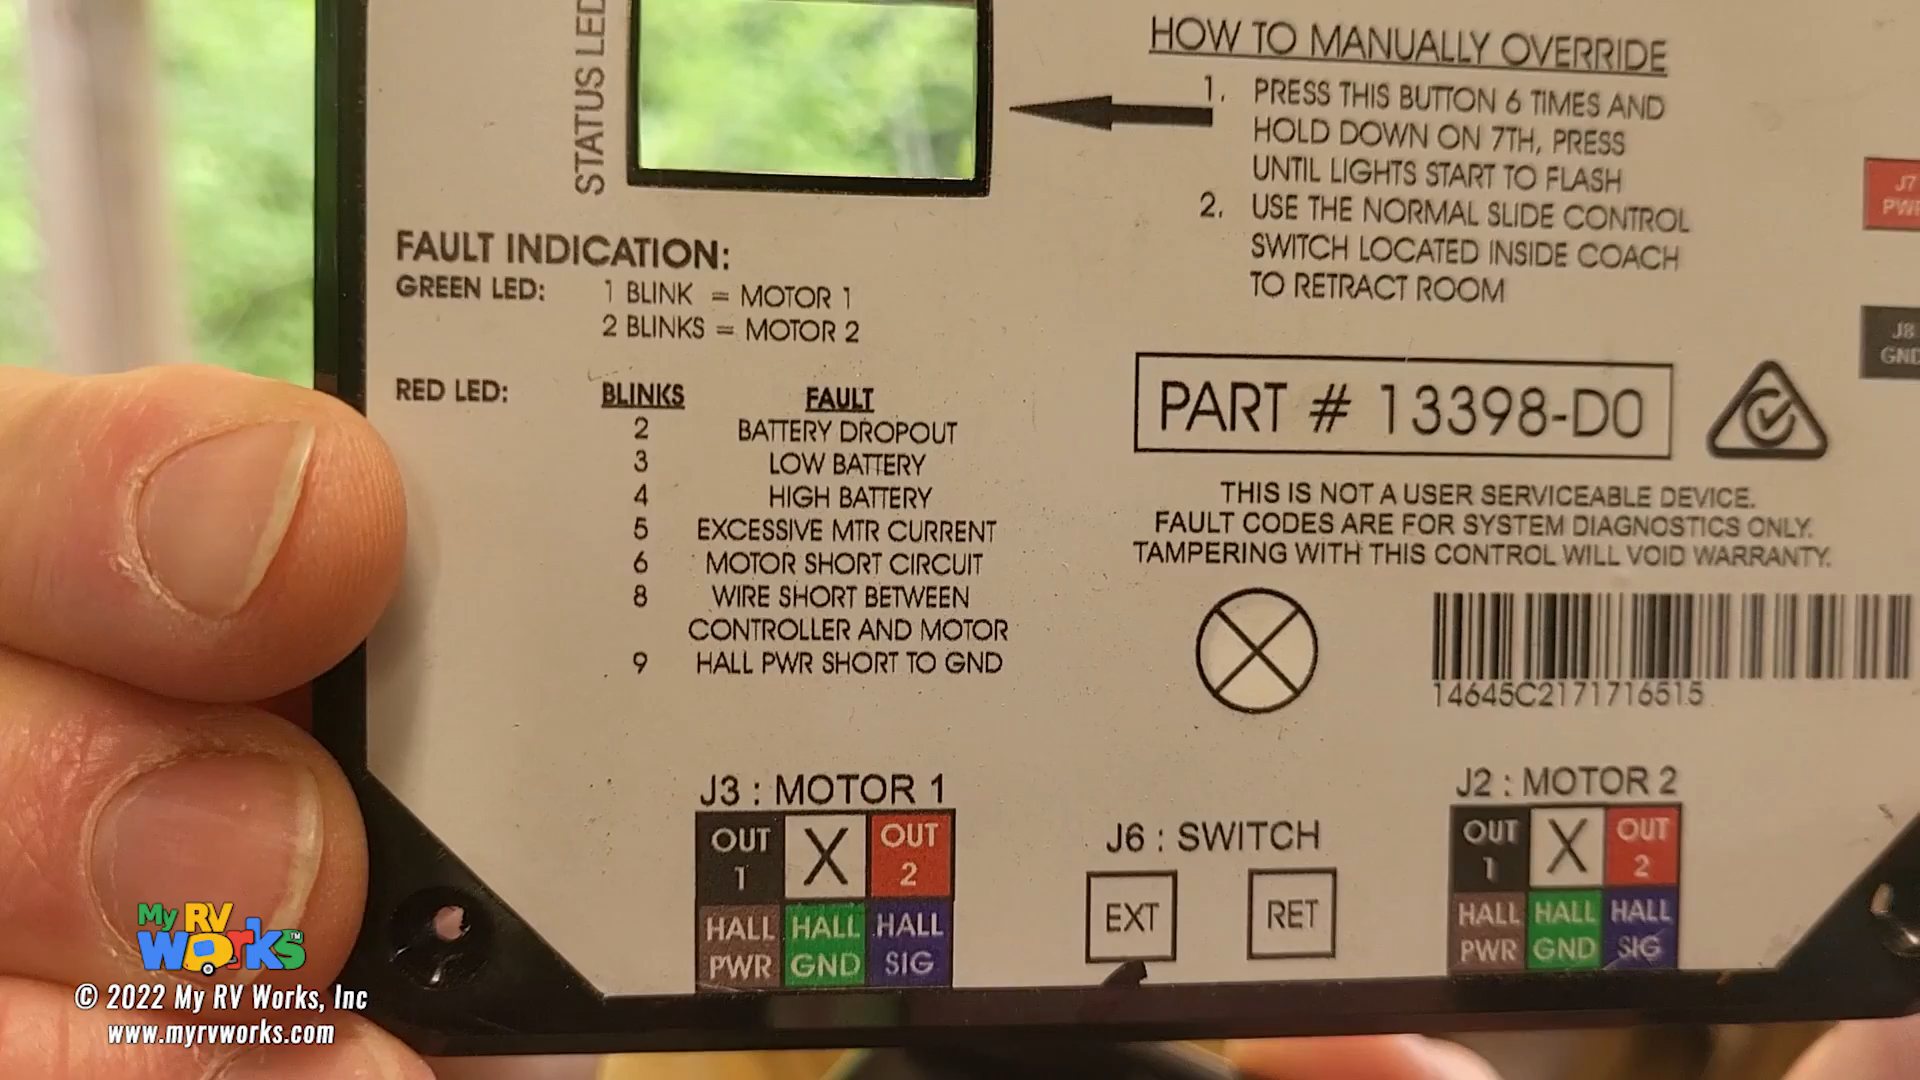 STATUS LED
HOW TO MANUALLY OVERRIDE
1. PRESS THIS BUTTON 6 TIMES AND
HOLD DOWN ON 7TH, PRESS
UNTIL LIGHTS START TO FLASH
2. USE THE NORMAL SLIDE CONTROL
SWITCH LOCATED INSIDE COACH
TO RETRACT ROOM
J7
PWR
J8
GND
FAULT INDICATION:
GREEN LED: 1 BLINK = MOTOR 1
2 BLINKS = MOTOR 2
RED LED: BLINKS FAULT
2 BATTERY DROPOUT
3 LOW BATTERY
4 HIGH BATTERY
5 EXCESSIVE MTR CURRENT
6 MOTOR SHORT CIRCUIT
8 WIRE SHORT BETWEEN
CONTROLLER AND MOTOR
9 HALL PWR SHORT TO GND
PART # 13398-D0
THIS IS NOT A USER SERVICEABLE DEVICE.
FAULT CODES ARE FOR SYSTEM DIAGNOSTICS ONLY.
TAMPERING WITH THIS CONTROL WILL VOID WARRANTY.
14645C2171716515
J3 : MOTOR 1
OUT 1 X OUT 2
HALL PWR HALL GND HALL SIG
J6 : SWITCH
EXT RET
J2 : MOTOR 2
OUT 1 X OUT 2
HALL PWR HALL GND HALL SIG
My RV
Works™
© 2022 My RV Works, Inc
www.myrvworks.com